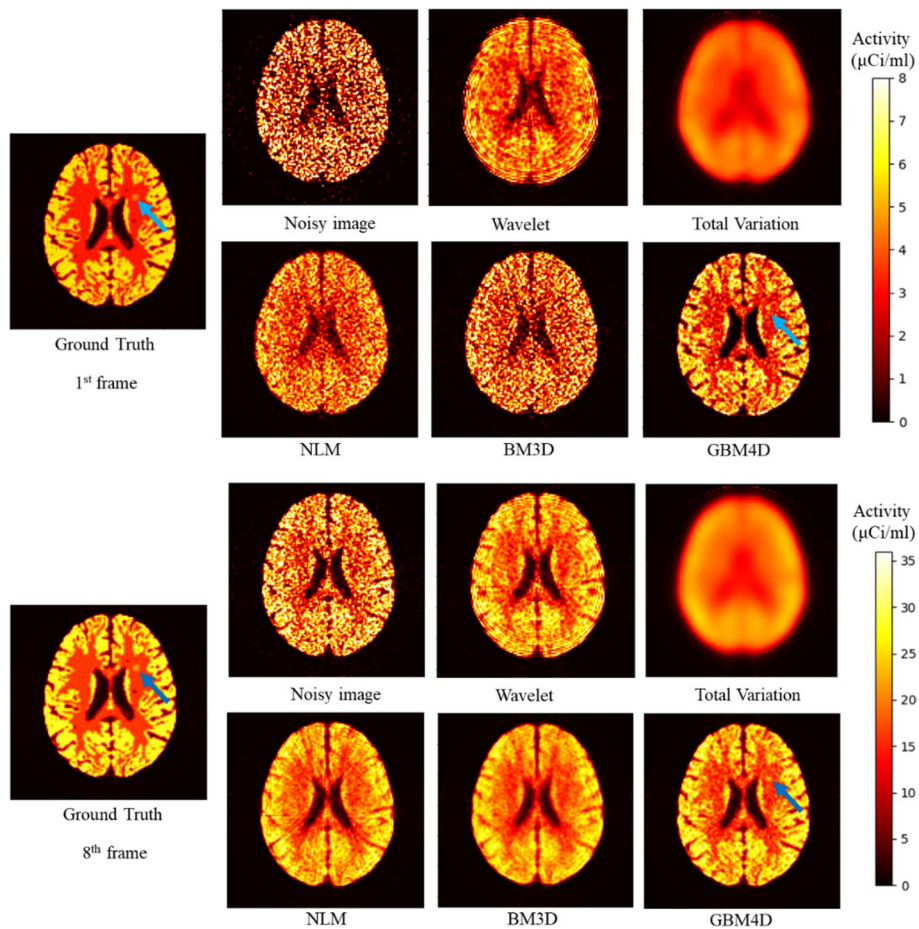 Activity
(μCi/ml)
8
7
6
5
4
3
2
1
0
Noisy image
Wavelet
Total Variation
Ground Truth
1st frame
NLM
BM3D
GBM4D
Activity
(μCi/ml)
35
30
25
20
15
10
5
0
Noisy image
Wavelet
Total Variation
Ground Truth
8th frame
NLM
BM3D
GBM4D